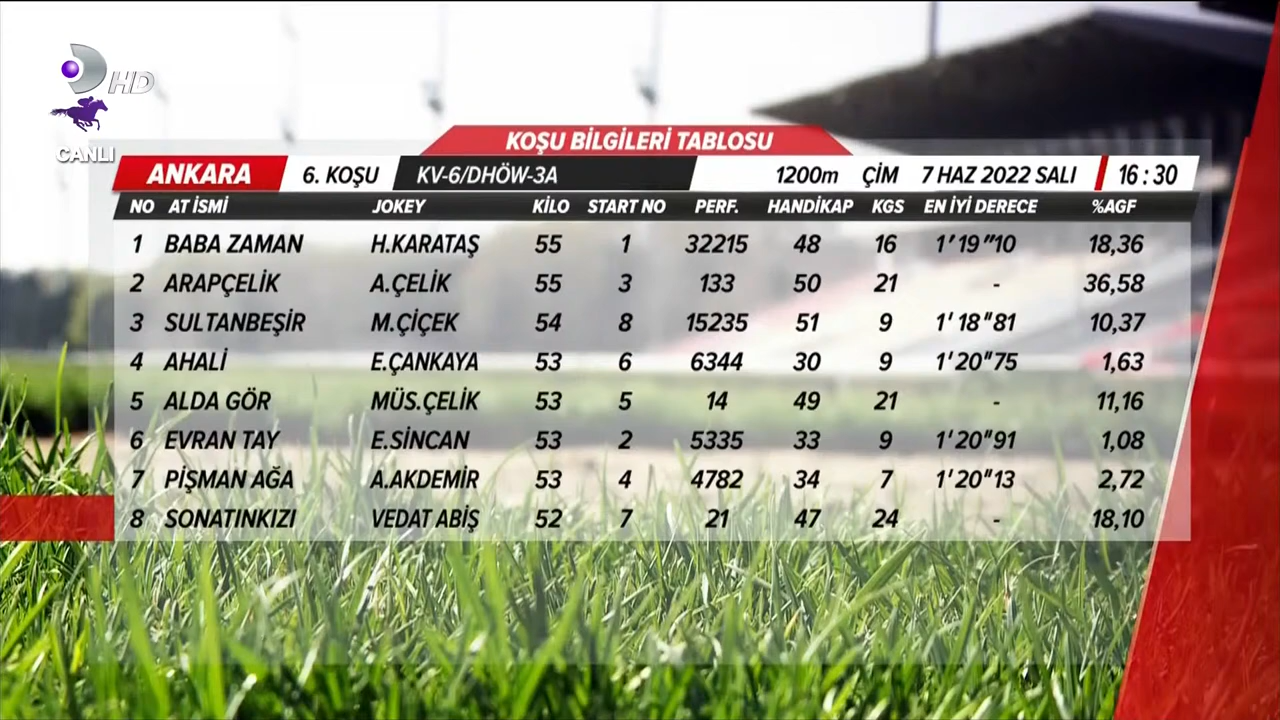 D HD
CANLI
KOŞU BİLGİLERİ TABLOSU
ANKARA 6. KOŞU KV-6/DHÖW-3A 1200m ÇİM 7 HAZ 2022 SALI 16:30
NO AT İSMİ JOKEY KİLO START NO PERF. HANDİKAP KGS EN İYİ DERECE %AGF
1 BABA ZAMAN H.KARATAŞ 55 1 32215 48 16 1'19"10 18,36
2 ARAPÇELİK A.ÇELİK 55 3 133 50 21 - 36,58
3 SULTANBEŞİR M.ÇİÇEK 54 8 15235 51 9 1'18"81 10,37
4 AHALİ E.ÇANKAYA 53 6 6344 30 9 1'20"75 1,63
5 ALDA GÖR MÜS.ÇELİK 53 5 14 49 21 - 11,16
6 EVRAN TAY E.SİNCAN 53 2 5335 33 9 1'20"91 1,08
7 PİŞMAN AĞA A.AKDEMİR 53 4 4782 34 7 1'20"13 2,72
8 SONATINKIZI VEDAT ABİŞ 52 7 21 47 24 - 18,10